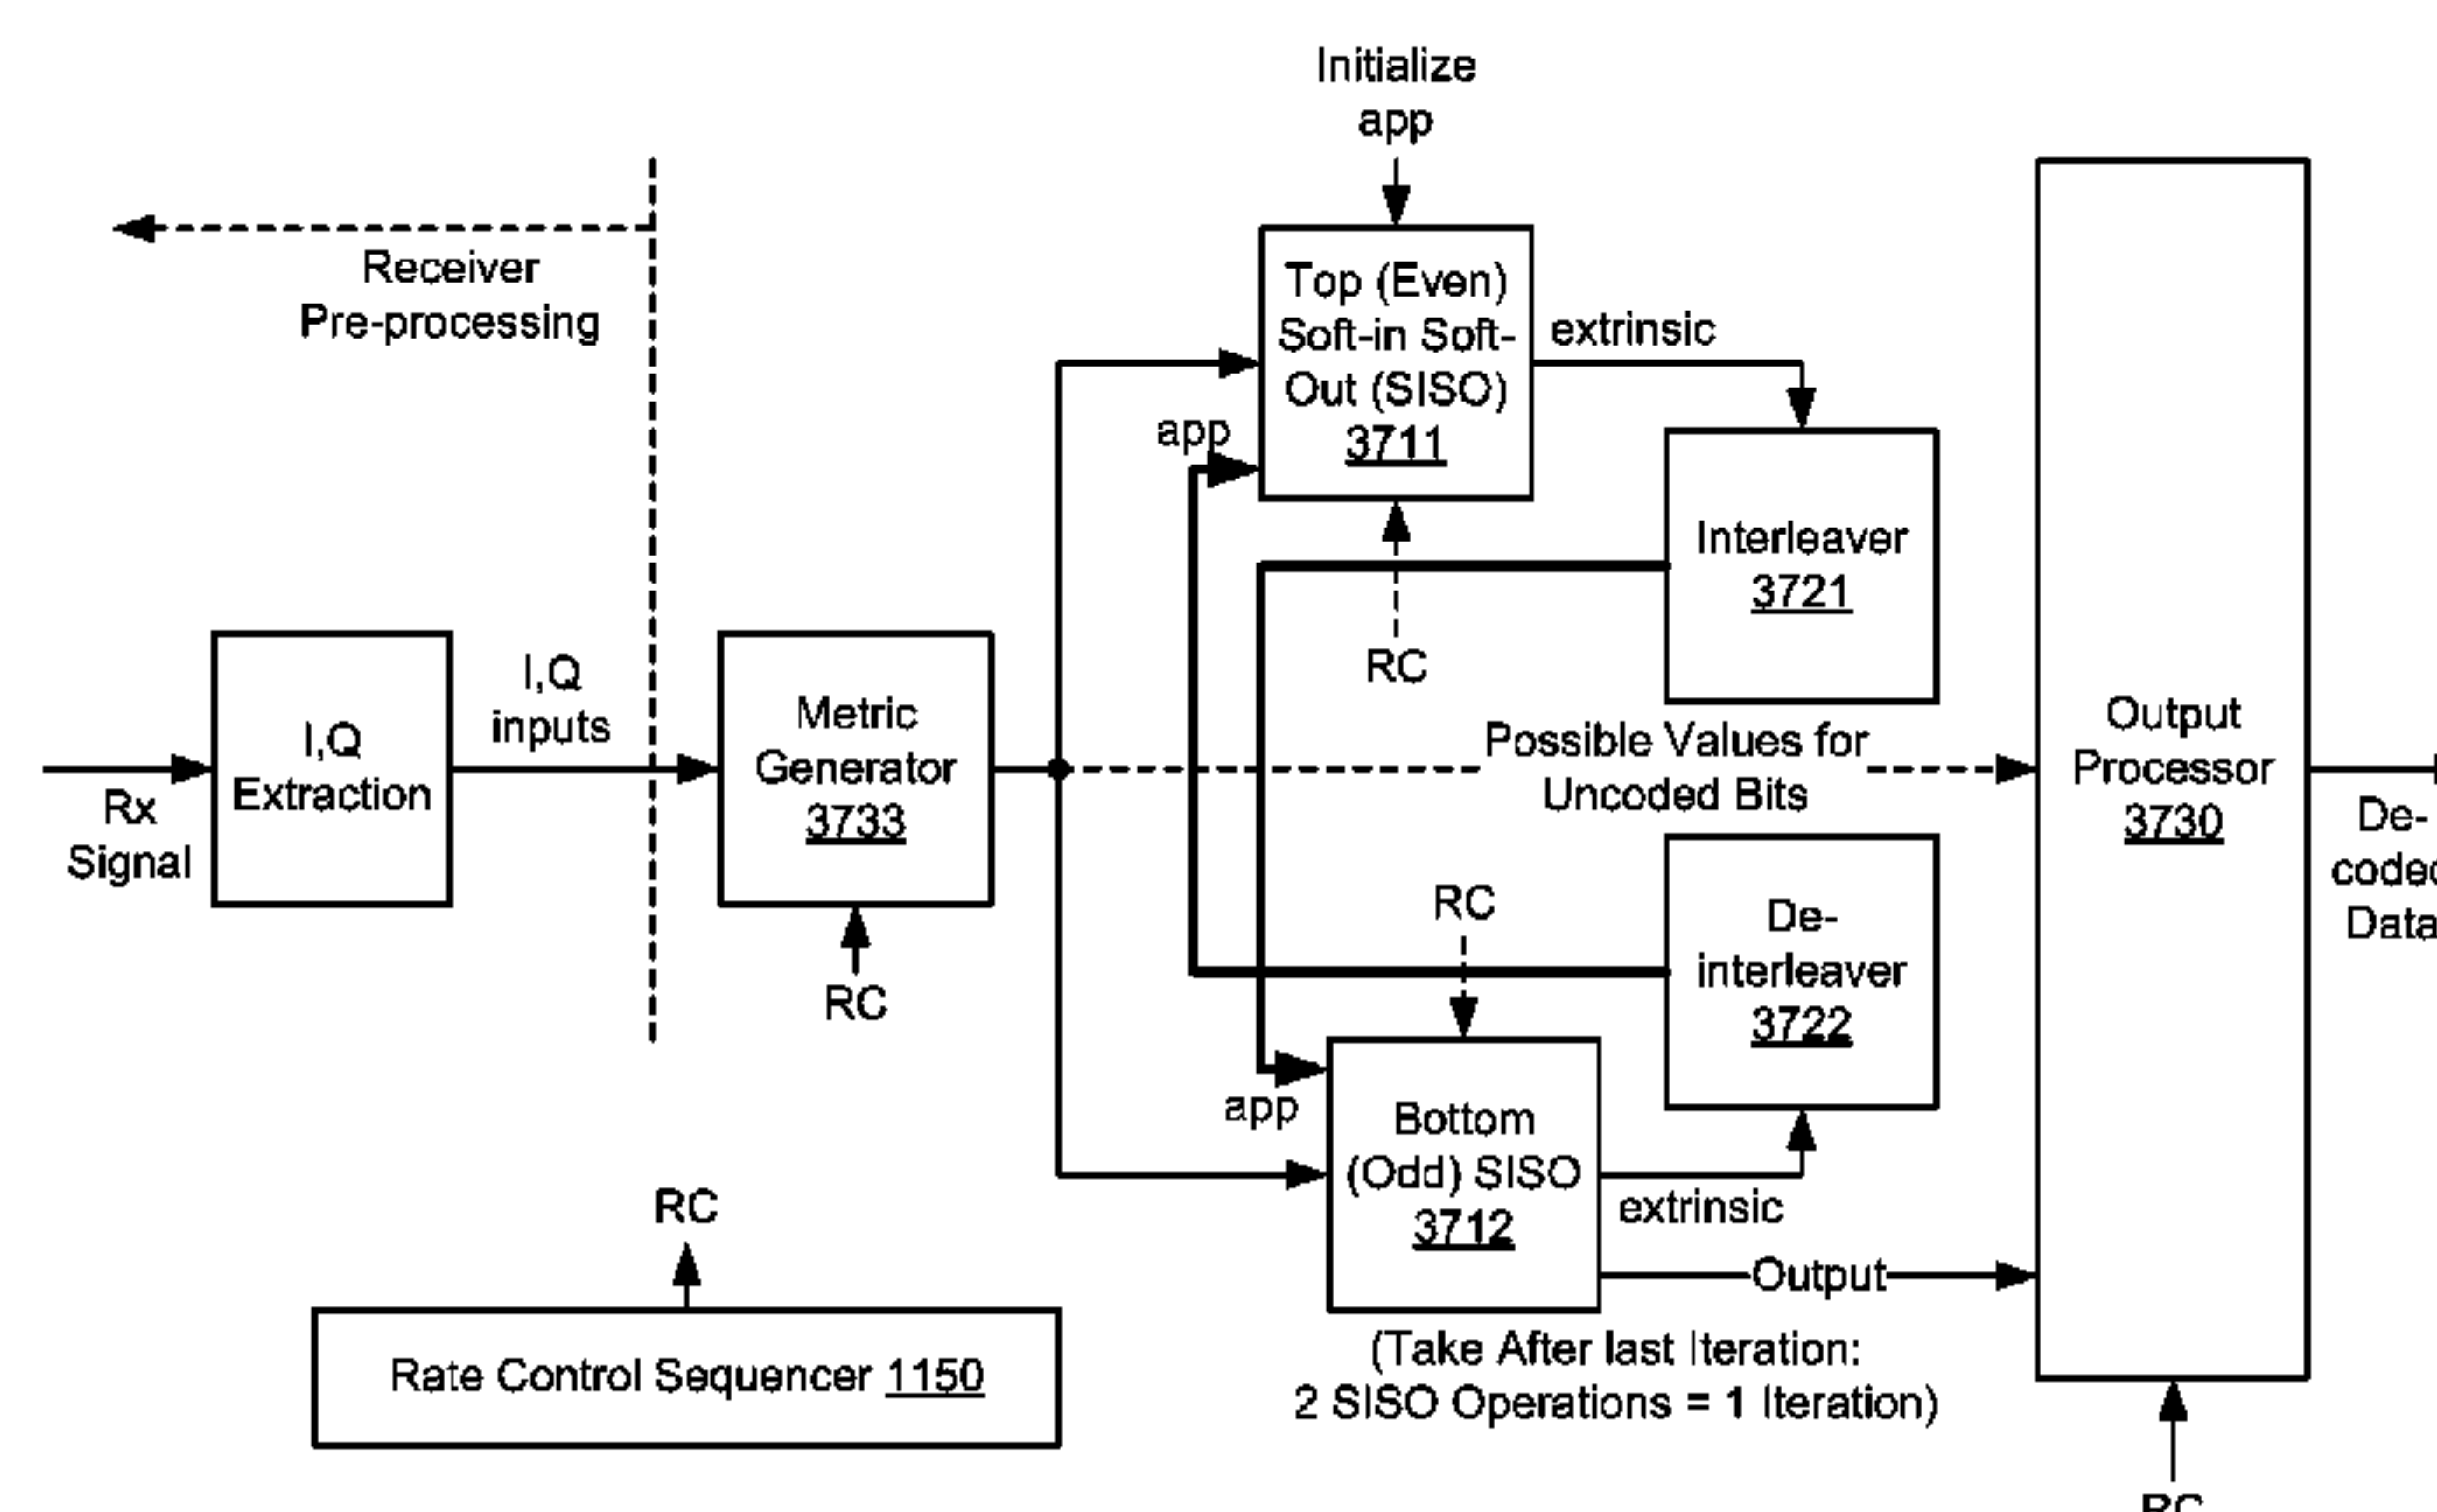 Initialize
app
Receiver
Pre-processing
Top (Even)
Soft-in Soft-
Out (SISO)
3711
extrinsic
app
Interleaver
3721
RC
I,Q
Extraction
I,Q
inputs
Rx
Signal
Metric
Generator
3733
RC
Possible Values for
Uncoded Bits
Output
Processor
3730
De-
coded
Data
RC
De-
interleaver
3722
app
Bottom
(Odd) SISO
3712
extrinsic
Output
(Take After last Iteration:
2 SISO Operations = 1 Iteration)
RC
Rate Control Sequencer 1150
RC